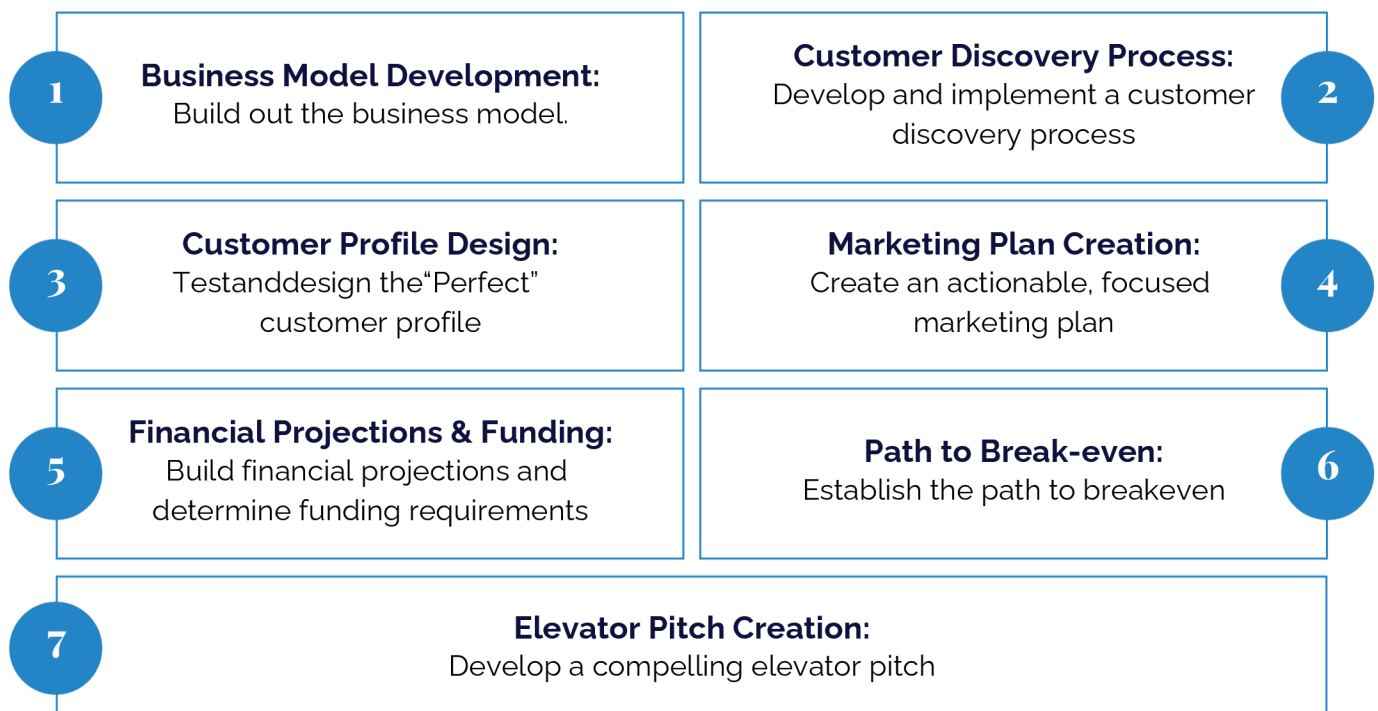 1
Business Model Development:
Build out the business model.
Customer Discovery Process:
Develop and implement a customer
discovery process
2
3
Customer Profile Design:
Testanddesign the“Perfect”
customer profile
Marketing Plan Creation:
Create an actionable, focused
marketing plan
4
5
Financial Projections & Funding:
Build financial projections and
determine funding requirements
Path to Break-even:
Establish the path to breakeven
6
7
Elevator Pitch Creation:
Develop a compelling elevator pitch